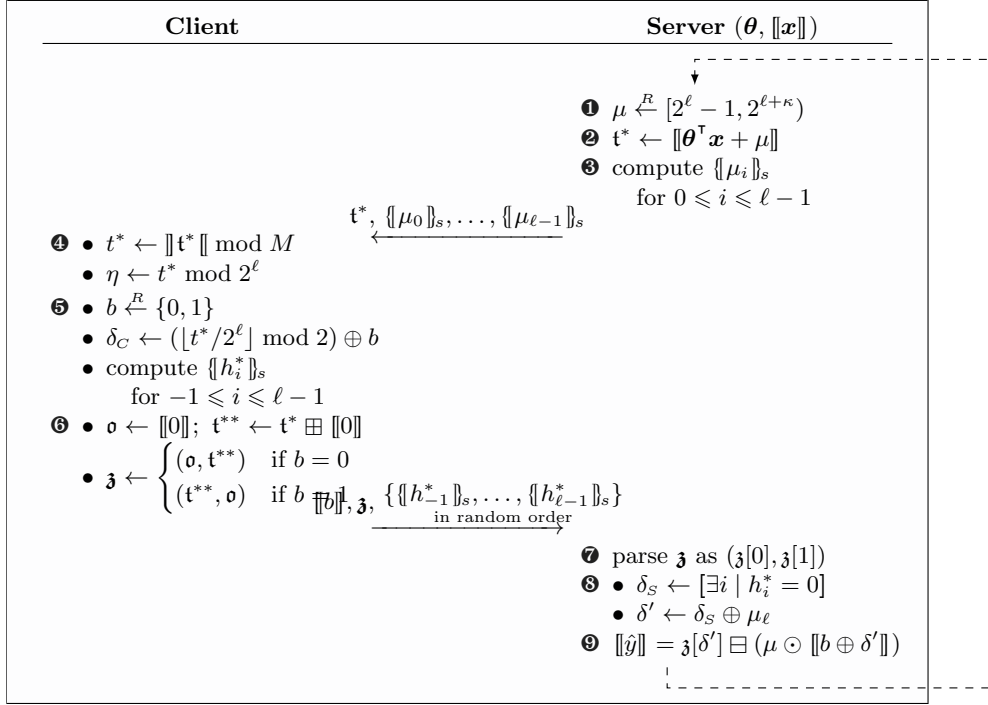 Client Server (𝜽, ⟦𝒙⟧)
❶ μ ←ᴿ [2^ℓ − 1, 2^{ℓ+κ})
❷ 𝔱* ← ⟦𝜽^⊺𝒙 + μ⟧
❸ compute {[μ_i]}_s
for 0 ⩽ i ⩽ ℓ − 1
𝔱*, {[μ_0]}_s, …, {[μ_{ℓ−1}]}_s
❹ • t* ← ⟧𝔱*⟦ mod M
• η ← t* mod 2^ℓ
❺ • b ←ᴿ {0, 1}
• δ_C ← (⌊t*/2^ℓ⌋ mod 2) ⊕ b
• compute {[h*_i]}_s
for −1 ⩽ i ⩽ ℓ − 1
❻ • 𝔬 ← ⟦0⟧; 𝔱** ← 𝔱* ⊞ ⟦0⟧
• 𝖟 ← { (𝔬, 𝔱**) if b = 0
(𝔱**, 𝔬) if b = 1
⟦b⟧, 𝖟, {{[h*_{−1}]}_s, …, {[h*_{ℓ−1}]}_s}
in random order
❼ parse 𝖟 as (𝖟[0], 𝖟[1])
❽ • δ_S ← [∃i | h*_i = 0]
• δ′ ← δ_S ⊕ μ_ℓ
❾ ⟦ŷ⟧ = 𝖟[δ′] ⊟ (μ ⊙ ⟦b ⊕ δ′⟧)